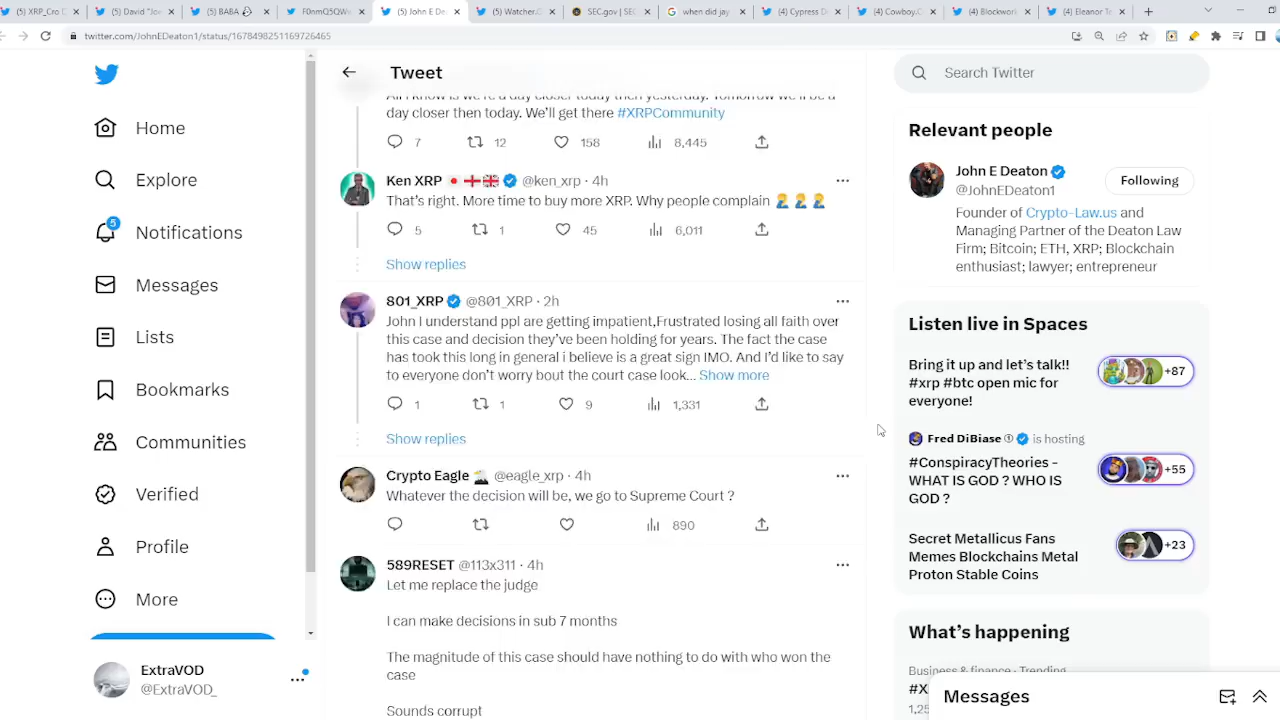 (5) XRP_Cro
(5) David "Joe
(5) BABA
F0nmQ5QW
(5) John E De
(5) Watcher.G
SEC.gov | SEC
when did jay
(4) Cypress D
(4) Cowboy.C
(4) Blockwork
(4) Eleanor Te
twitter.com/JohnEDeaton1/status/1678498251169726465
Home
Explore
5
Notifications
Messages
Lists
Bookmarks
Communities
Verified
Profile
More
ExtraVOD
@ExtraVOD_
Tweet
All I know is we're a day closer today then yesterday. Tomorrow we'll be a
day closer then today. We'll get there #XRPCommunity
7 12 158 8,445
Ken XRP @ken_xrp · 4h
That's right. More time to buy more XRP. Why people complain
5 1 45 6,011
Show replies
801_XRP @801_XRP · 2h
John I understand ppl are getting impatient,Frustrated losing all faith over
this case and decision they've been holding for years. The fact the case
has took this long in general i believe is a great sign IMO. And I'd like to say
to everyone don't worry bout the court case look... Show more
1 1 9 1,331
Show replies
Crypto Eagle @eagle_xrp · 4h
Whatever the decision will be, we go to Supreme Court ?
890
589RESET @113x311 · 4h
Let me replace the judge
I can make decisions in sub 7 months
The magnitude of this case should have nothing to do with who won the
case
Sounds corrupt
Search Twitter
Relevant people
John E Deaton
@JohnEDeaton1
Following
Founder of Crypto-Law.us and
Managing Partner of the Deaton Law
Firm; Bitcoin; ETH, XRP; Blockchain
enthusiast; lawyer; entrepreneur
Listen live in Spaces
Bring it up and let's talk!!
#xrp #btc open mic for
everyone!
+87
Fred DiBiase is hosting
#ConspiracyTheories -
WHAT IS GOD ? WHO IS
GOD ?
+55
Secret Metallicus Fans
Memes Blockchains Metal
Proton Stable Coins
+23
What's happening
Business & finance · Trending
#X
1,25
Messages